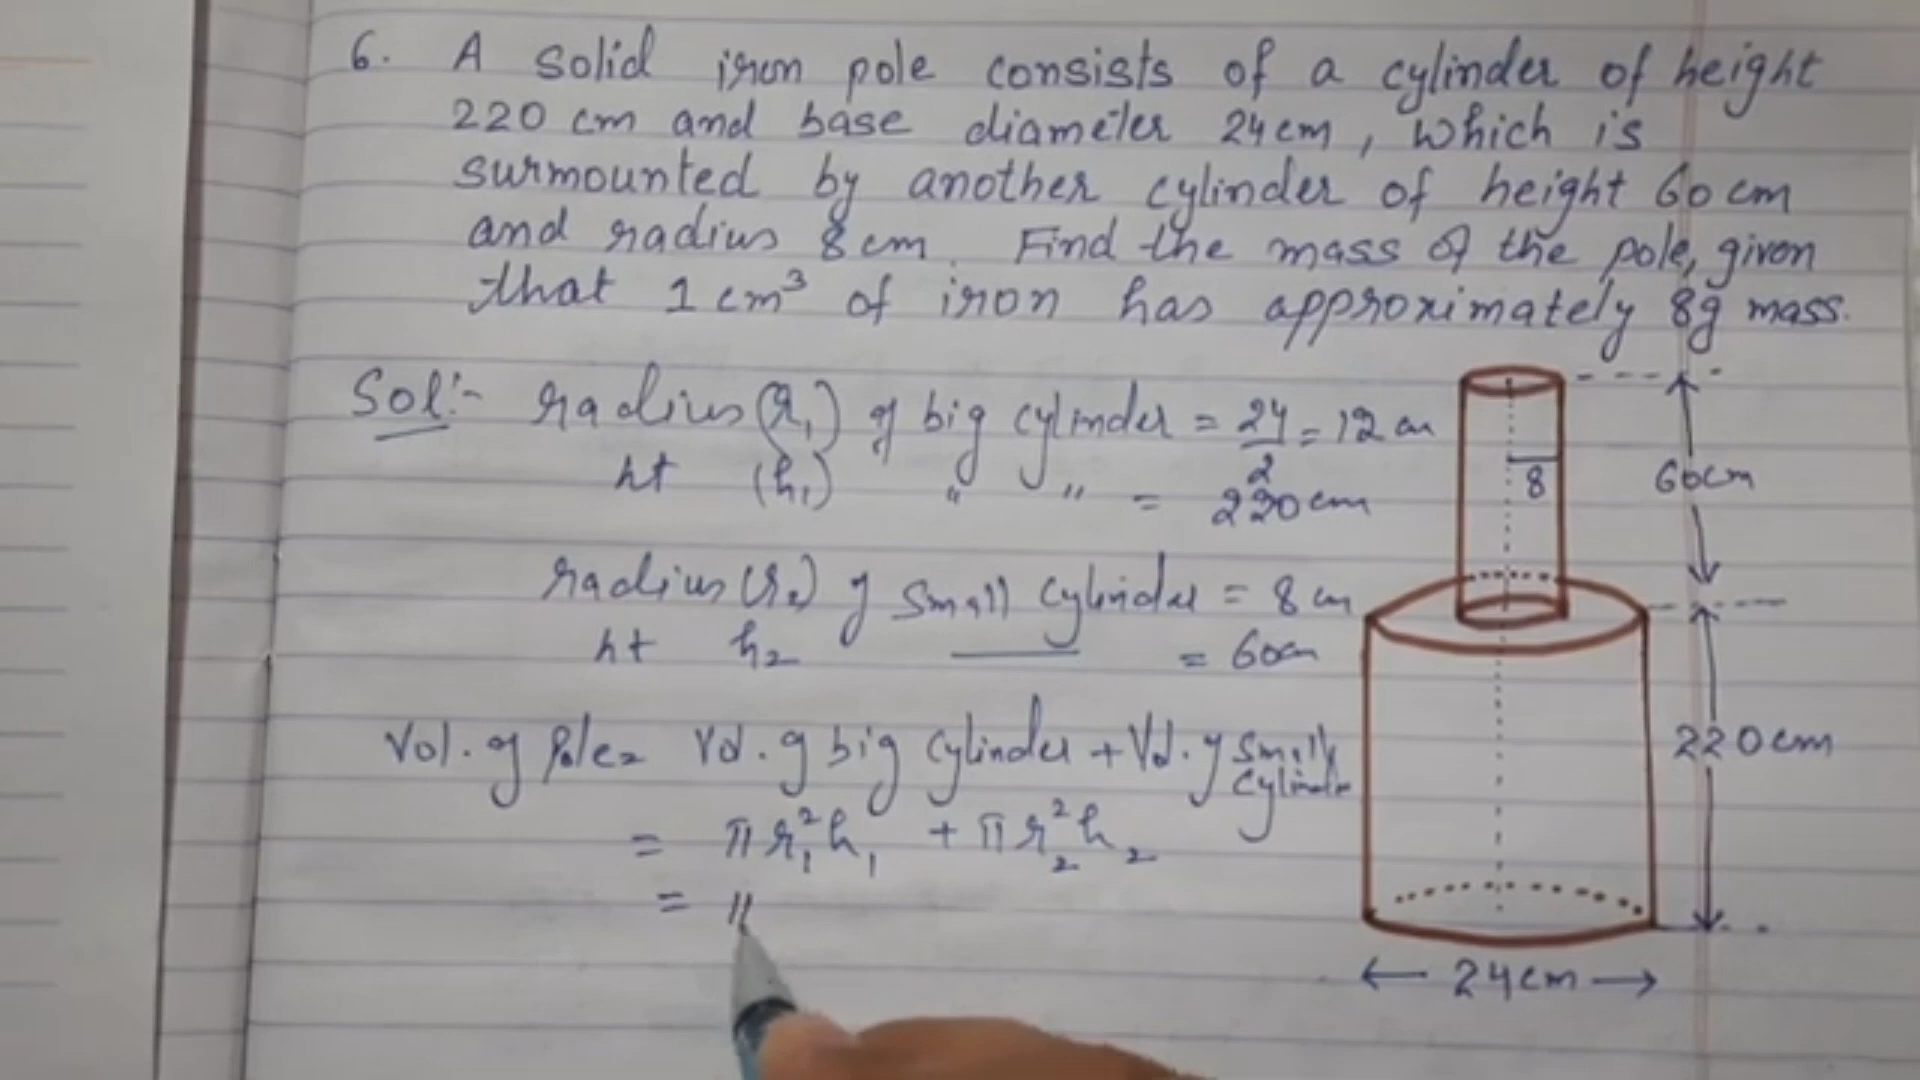 6. A solid iron pole consists of a cylinder of height
220 cm and base diameter 24cm, which is
surmounted by another cylinder of height 60 cm
and radius 8 cm. Find the mass of the pole, given
that 1 cm³ of iron has approximately 8g mass.
Sol:- radius (r₁) of big cylinder = 24/2 = 12 cm
ht (h₁) " " = 220 cm
radius (r₂) of small cylinder = 8 cm
ht h₂ —— = 60cm
Vol. of Pole = Vol. of big cylinder + Vol. of small cylinder
= πr₁²h₁ + πr₂²h₂
= π
8
60cm
220cm
← 24cm →